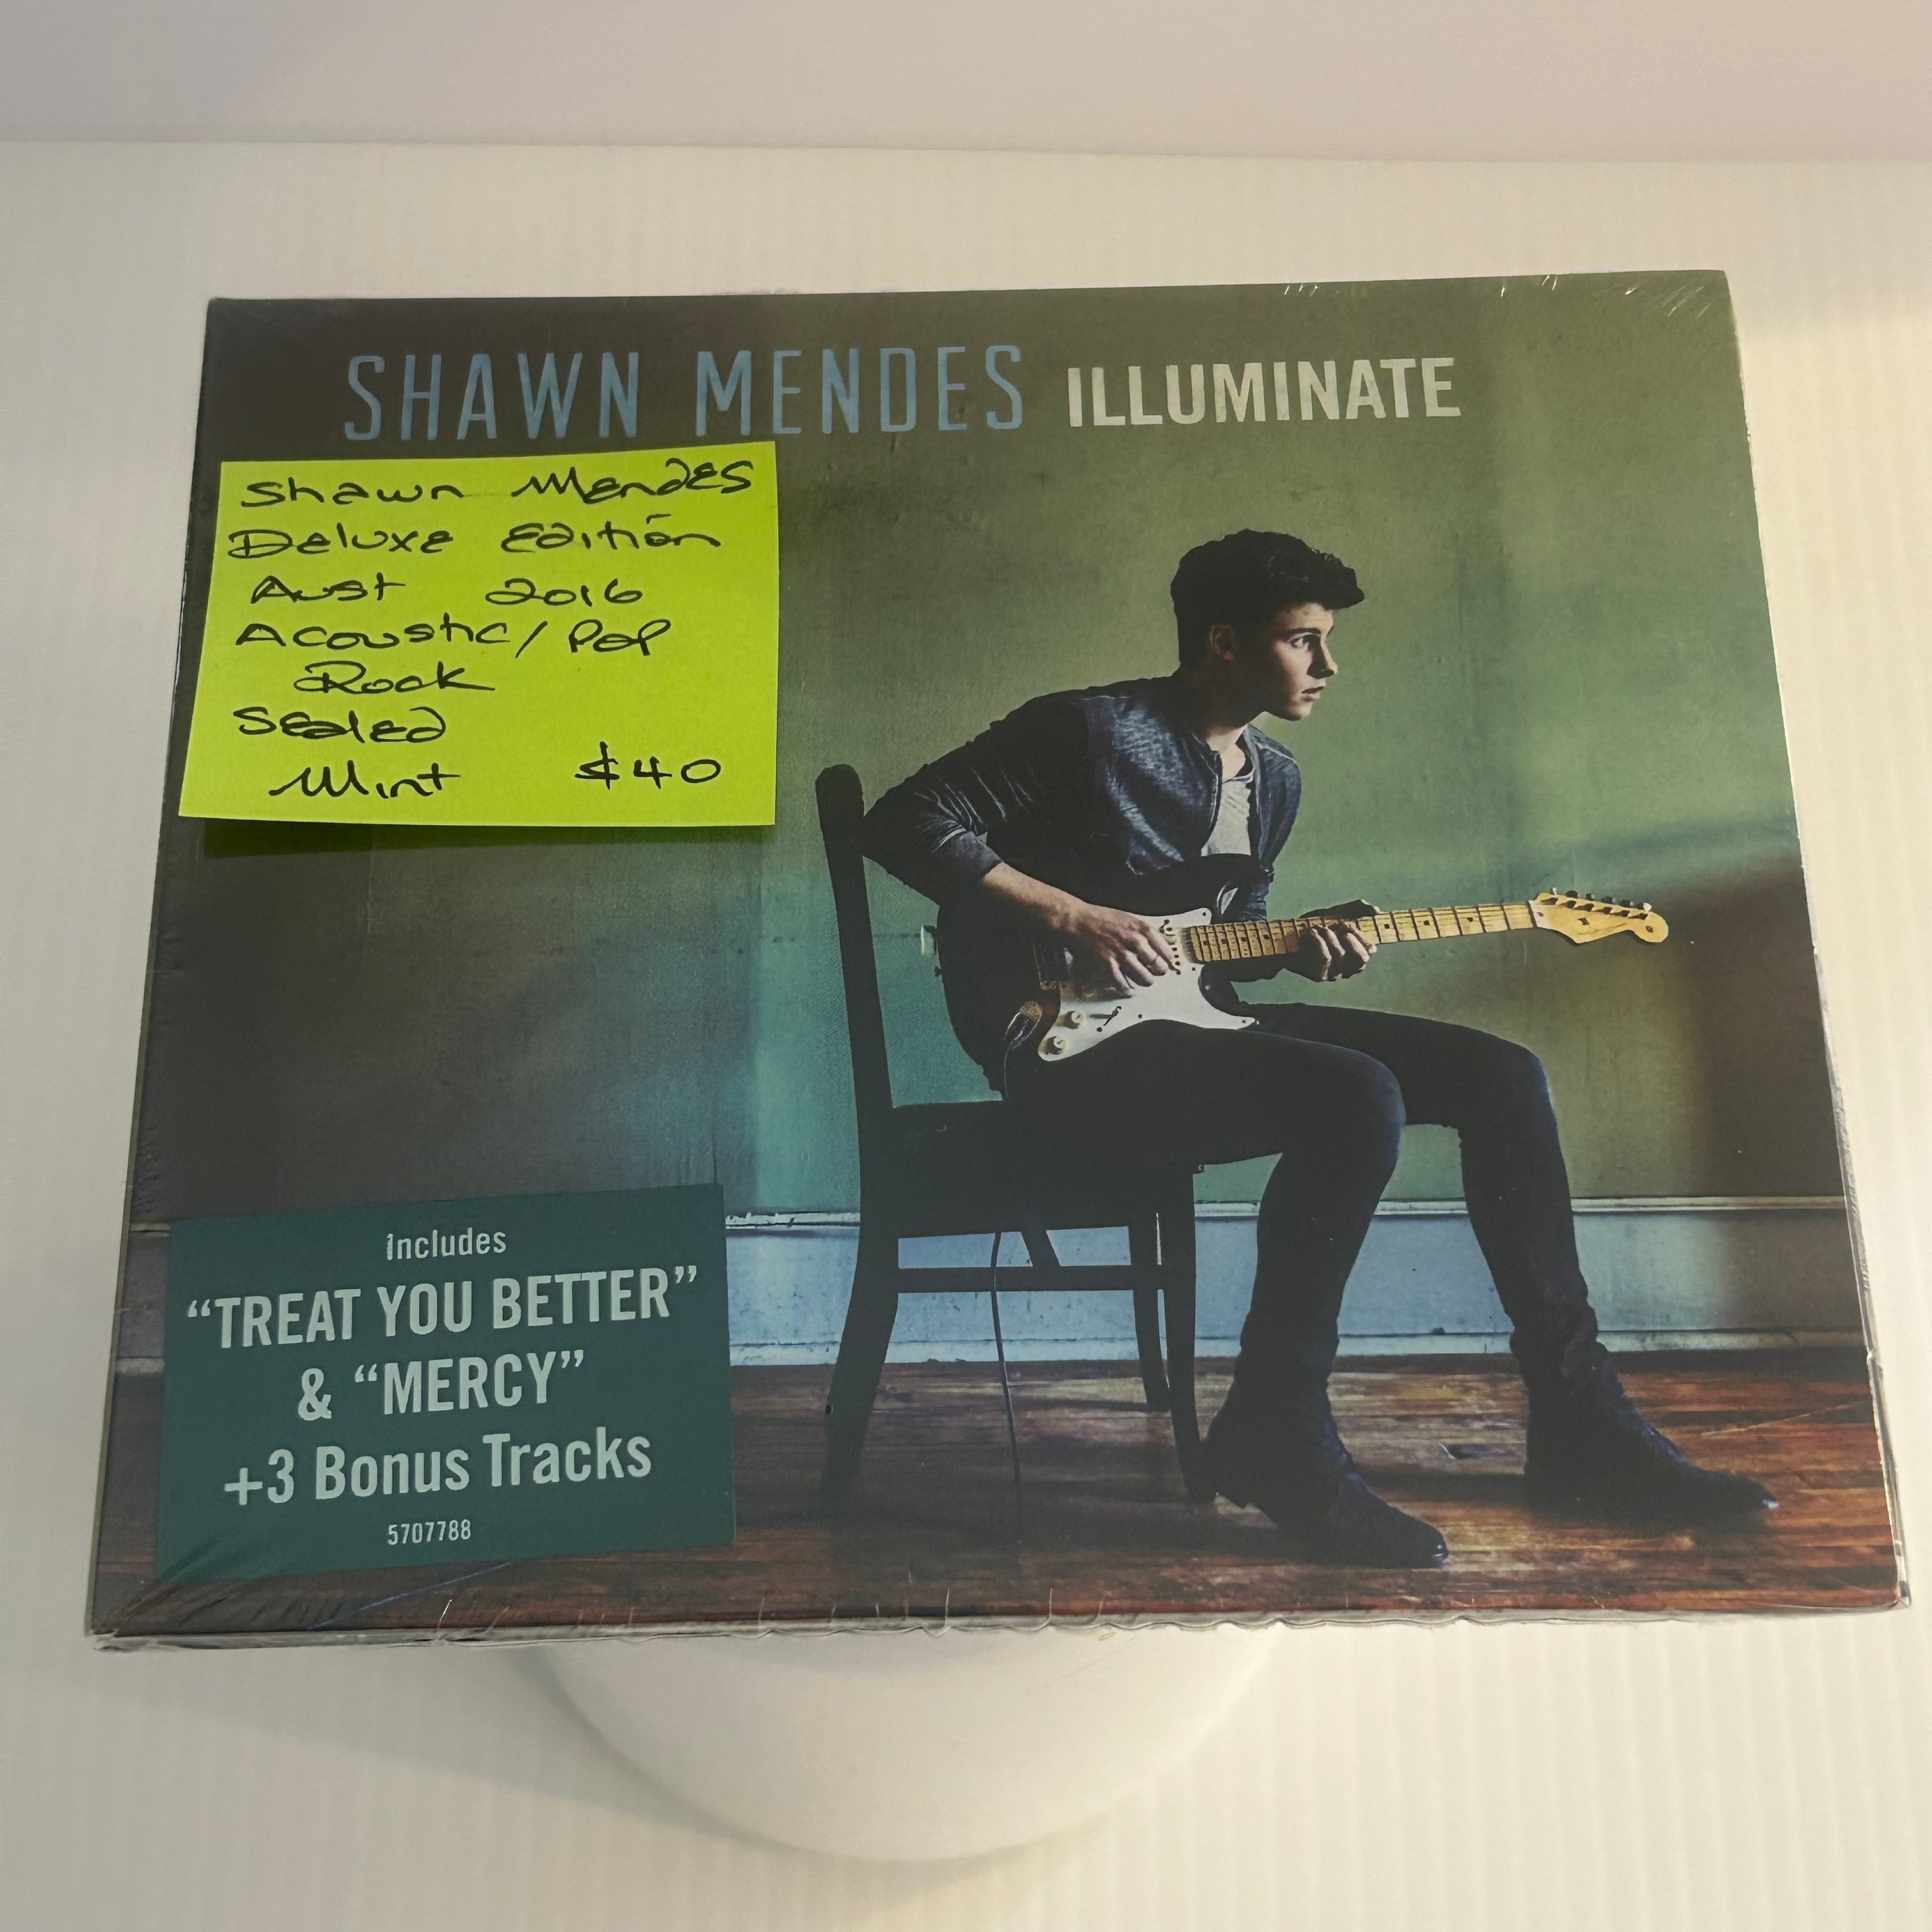 SHAWN MENDES ILLUMINATE
Shawn Mendes
Deluxe Edition
Aust 2016
Acoustic/Pop
Rock
Sealed
Mint $40
Includes
“TREAT YOU BETTER”
& “MERCY”
+3 Bonus Tracks
5707788